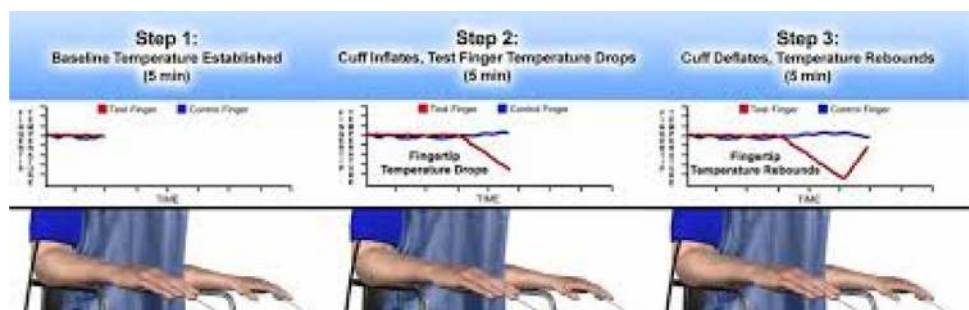 Step 1:
Baseline Temperature Established
(5 min)
Step 2:
Cuff Inflates, Test Finger Temperature Drops
(5 min)
Step 3:
Cuff Deflates, Temperature Rebounds
(5 min)
Test Finger Control Finger
Test Finger Control Finger
Fingertip
Temperature Drops
TIME
Test Finger Control Finger
Fingertip
Temperature Rebounds
TIME
TIME